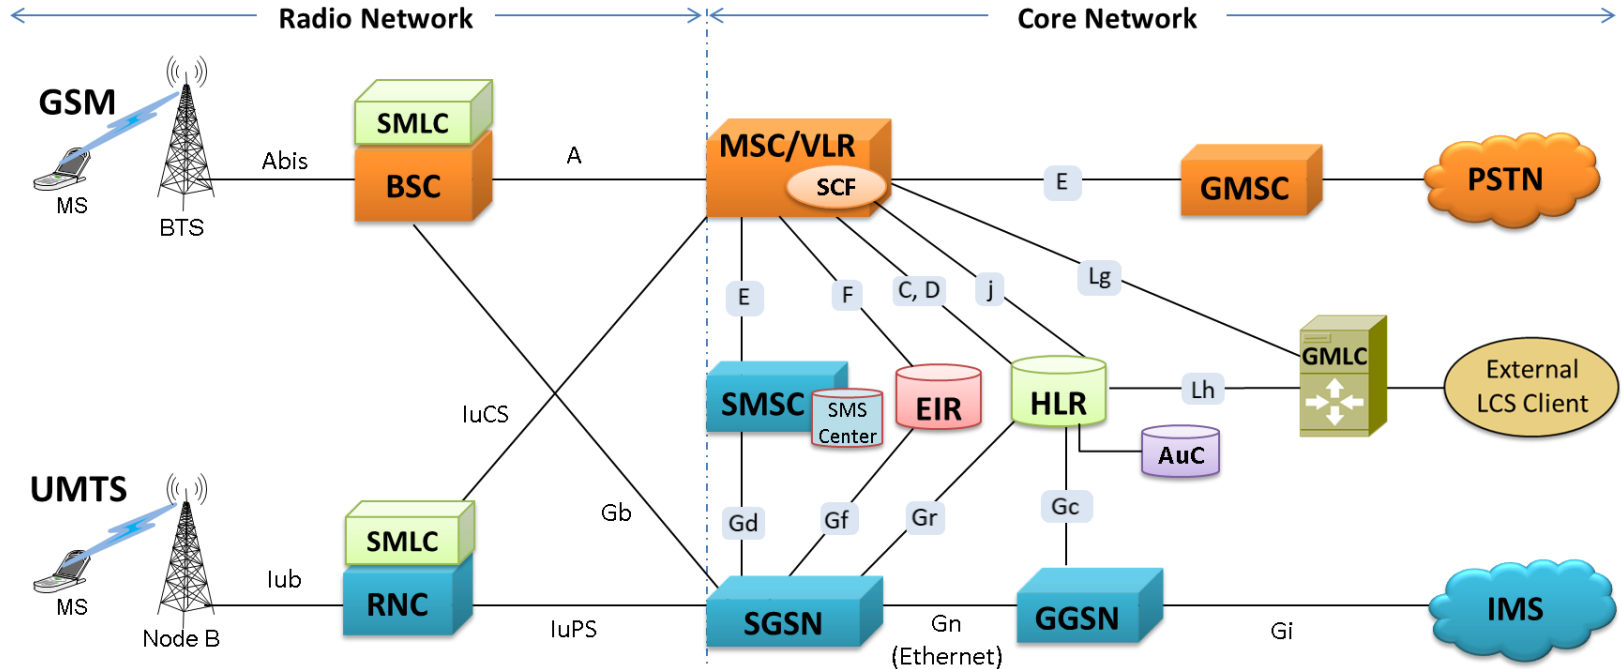 Radio Network
Core Network
GSM
SMLC
BSC
MS
BTS
Abis
A
MSC/VLR
SCF
E
GMSC
PSTN
E
F
C, D
j
Lg
GMLC
SMSC
SMS
Center
EIR
HLR
Lh
External
LCS Client
AuC
IuCS
Gb
Gd
Gf
Gr
Gc
UMTS
SMLC
RNC
MS
Node B
Iub
IuPS
SGSN
Gn
(Ethernet)
GGSN
Gi
IMS